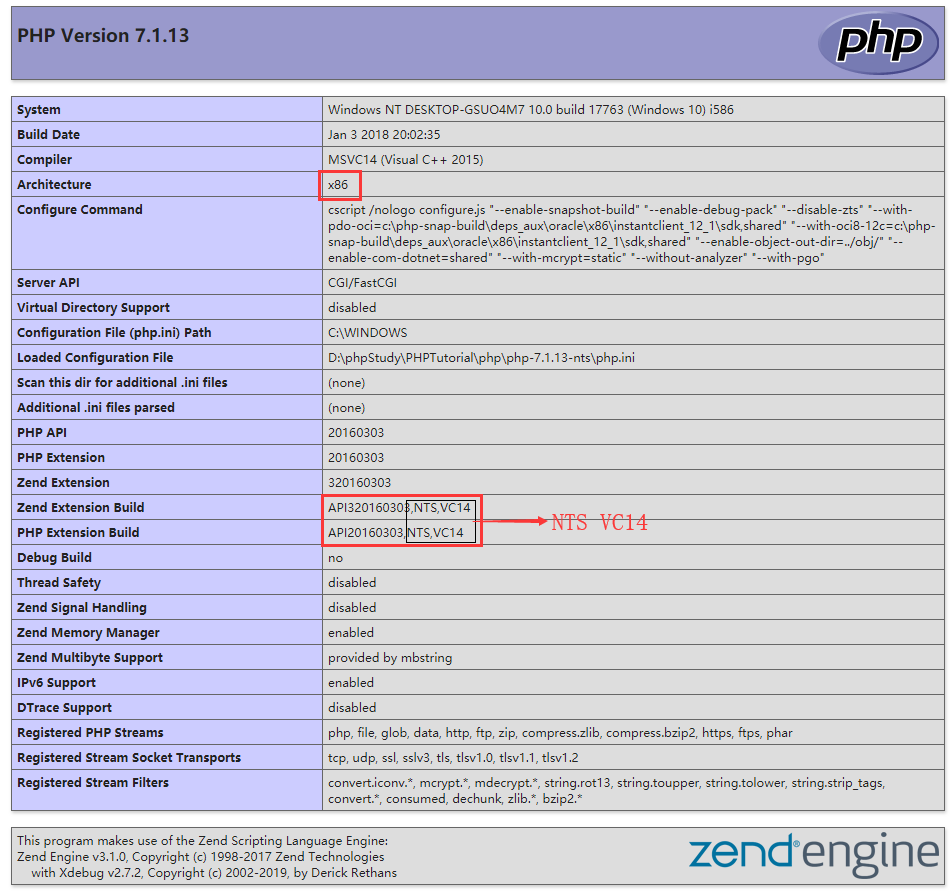 PHP Version 7.1.13
php
System Windows NT DESKTOP-GSUO4M7 10.0 build 17763 (Windows 10) i586
Build Date Jan 3 2018 20:02:35
Compiler MSVC14 (Visual C++ 2015)
Architecture x86
Configure Command cscript /nologo configure.js "--enable-snapshot-build" "--enable-debug-pack" "--disable-zts" "--with-
pdo-oci=c:\php-snap-build\deps_aux\oracle\x86\instantclient_12_1\sdk,shared" "--with-oci8-12c=c:\php-
snap-build\deps_aux\oracle\x86\instantclient_12_1\sdk,shared" "--enable-object-out-dir=../obj/" "--
enable-com-dotnet=shared" "--with-mcrypt=static" "--without-analyzer" "--with-pgo"
Server API CGI/FastCGI
Virtual Directory Support disabled
Configuration File (php.ini) Path C:\WINDOWS
Loaded Configuration File D:\phpStudy\PHPTutorial\php\php-7.1.13-nts\php.ini
Scan this dir for additional .ini files (none)
Additional .ini files parsed (none)
PHP API 20160303
PHP Extension 20160303
Zend Extension 320160303
Zend Extension Build API320160303,NTS,VC14
NTS VC14
PHP Extension Build API20160303,NTS,VC14
Debug Build no
Thread Safety disabled
Zend Signal Handling disabled
Zend Memory Manager enabled
Zend Multibyte Support provided by mbstring
IPv6 Support enabled
DTrace Support disabled
Registered PHP Streams php, file, glob, data, http, ftp, zip, compress.zlib, compress.bzip2, https, ftps, phar
Registered Stream Socket Transports tcp, udp, ssl, sslv3, tls, tlsv1.0, tlsv1.1, tlsv1.2
Registered Stream Filters convert.iconv.*, mcrypt.*, mdecrypt.*, string.rot13, string.toupper, string.tolower, string.strip_tags,
convert.*, consumed, dechunk, zlib.*, bzip2.*
This program makes use of the Zend Scripting Language Engine:
Zend Engine v3.1.0, Copyright (c) 1998-2017 Zend Technologies
with Xdebug v2.7.2, Copyright (c) 2002-2019, by Derick Rethans
zend engine